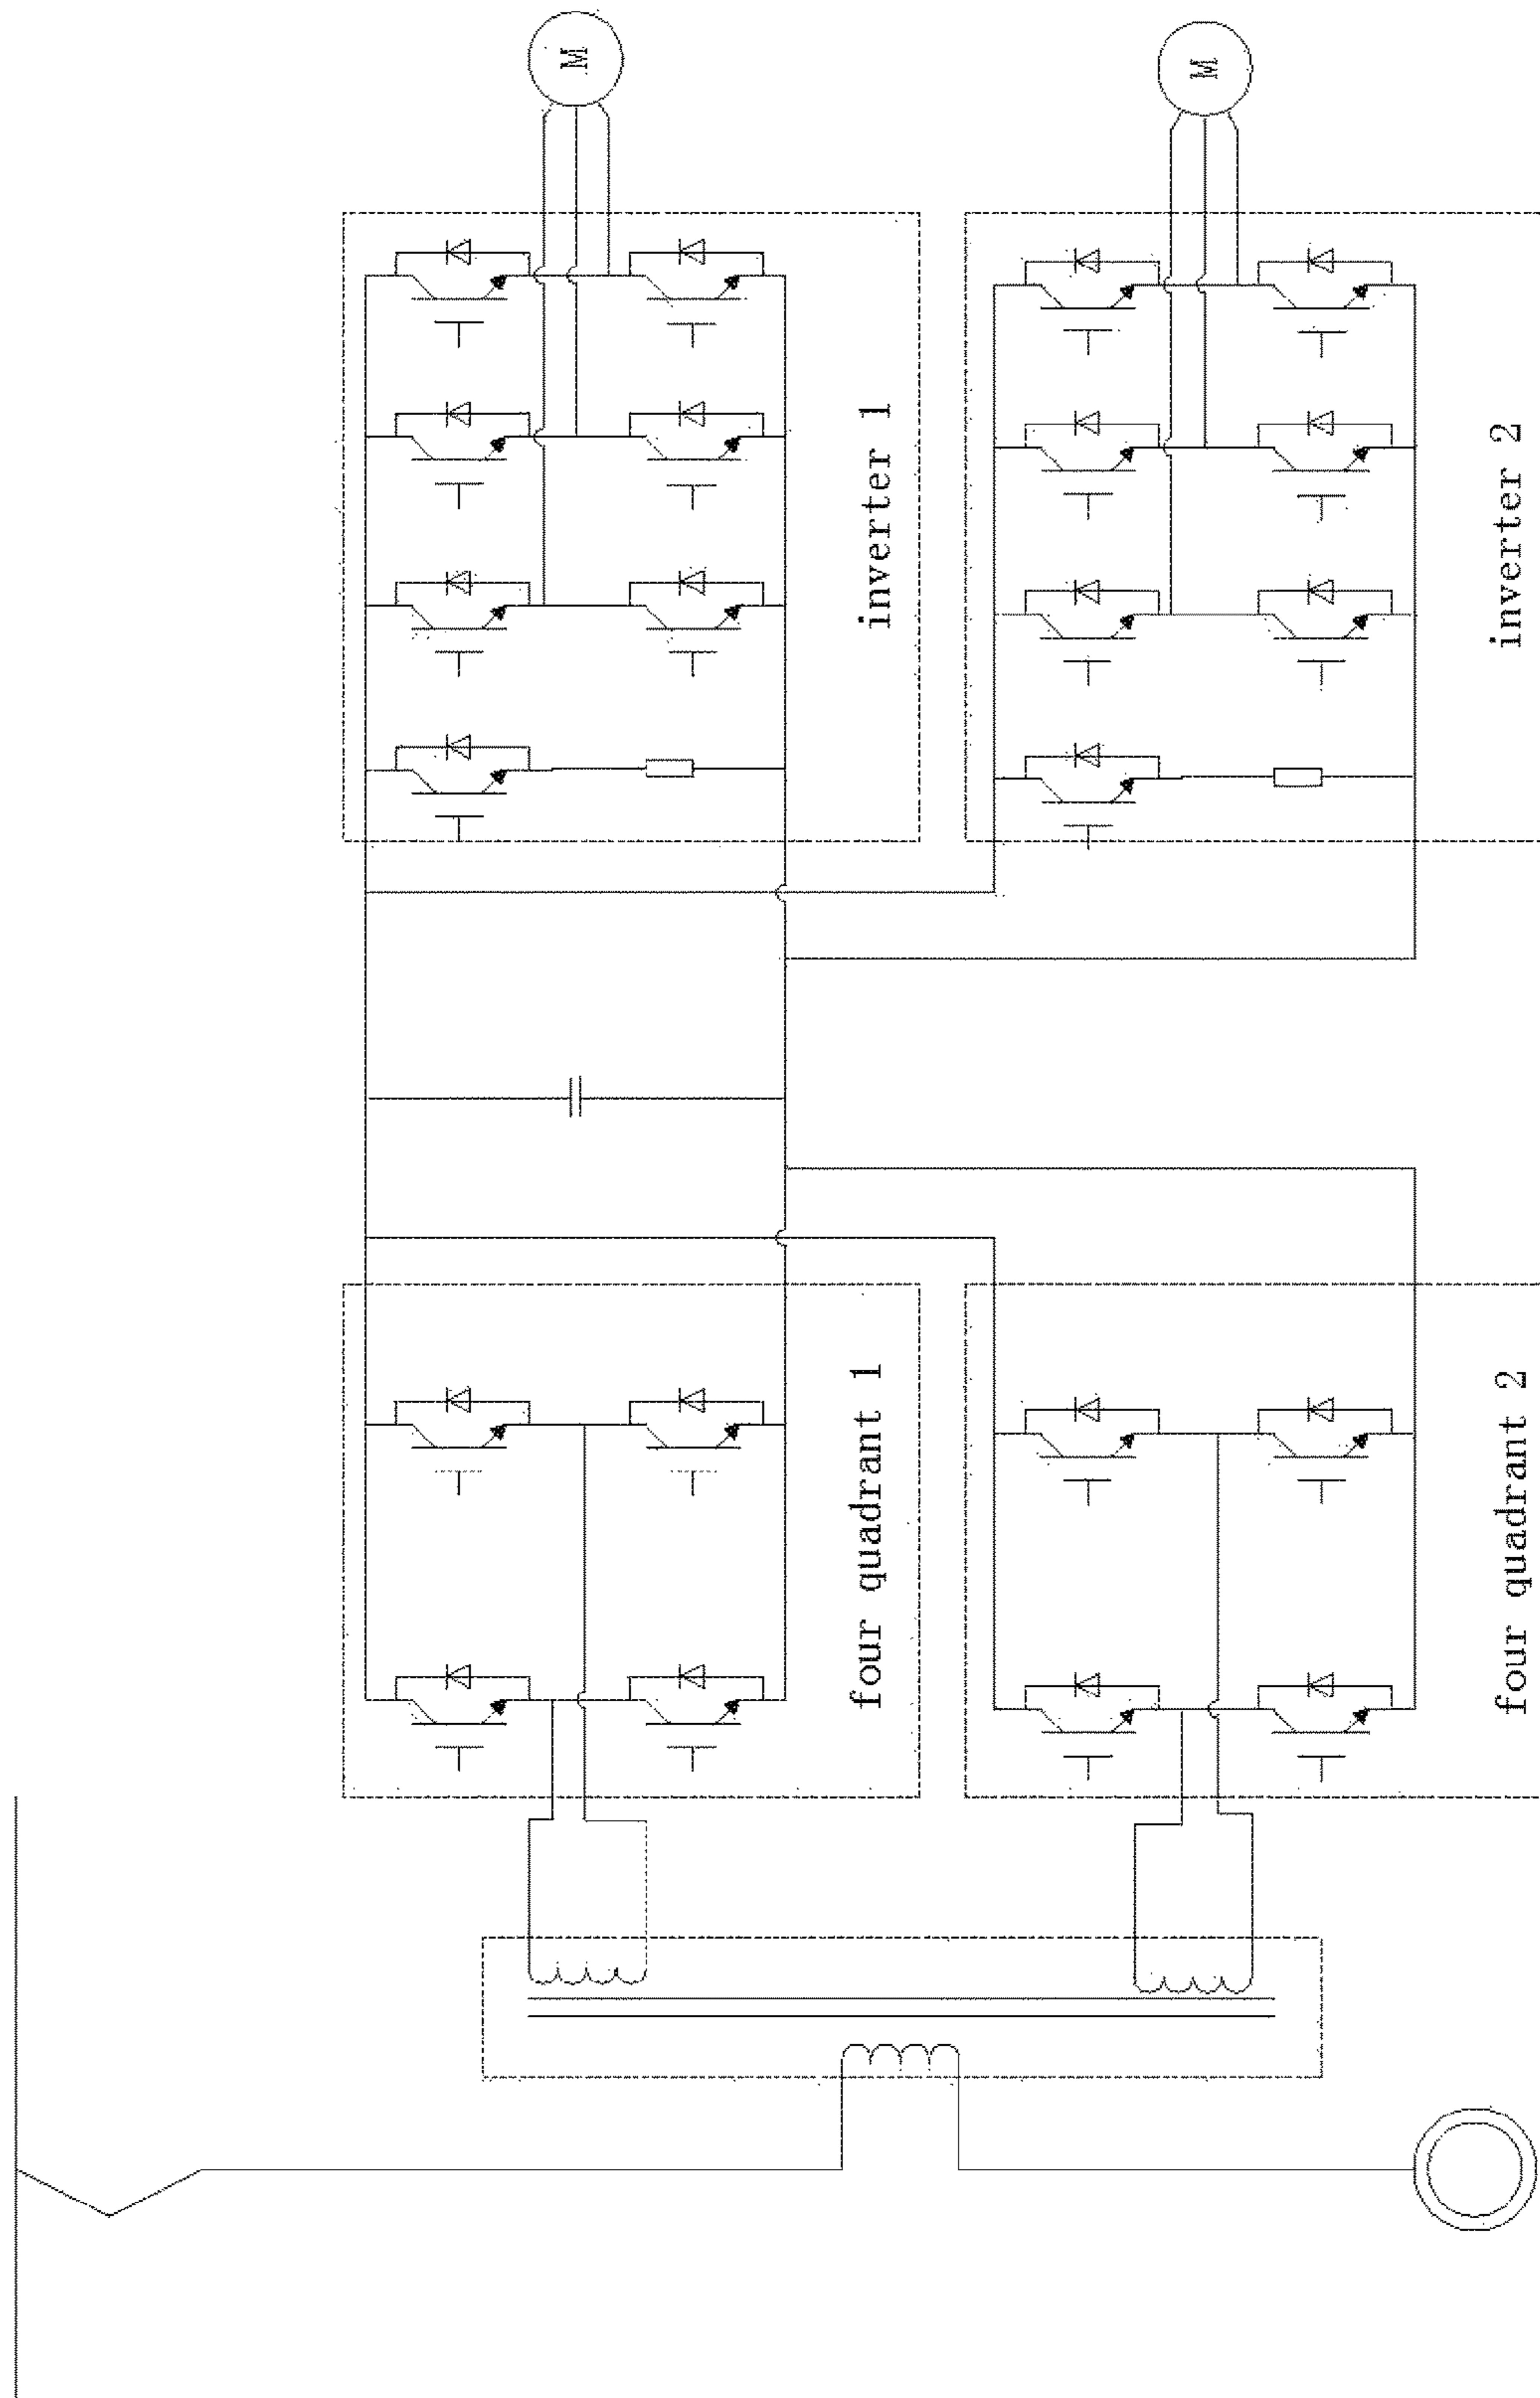 M
M
inverter 1
inverter 2
four quadrant 1
four quadrant 2